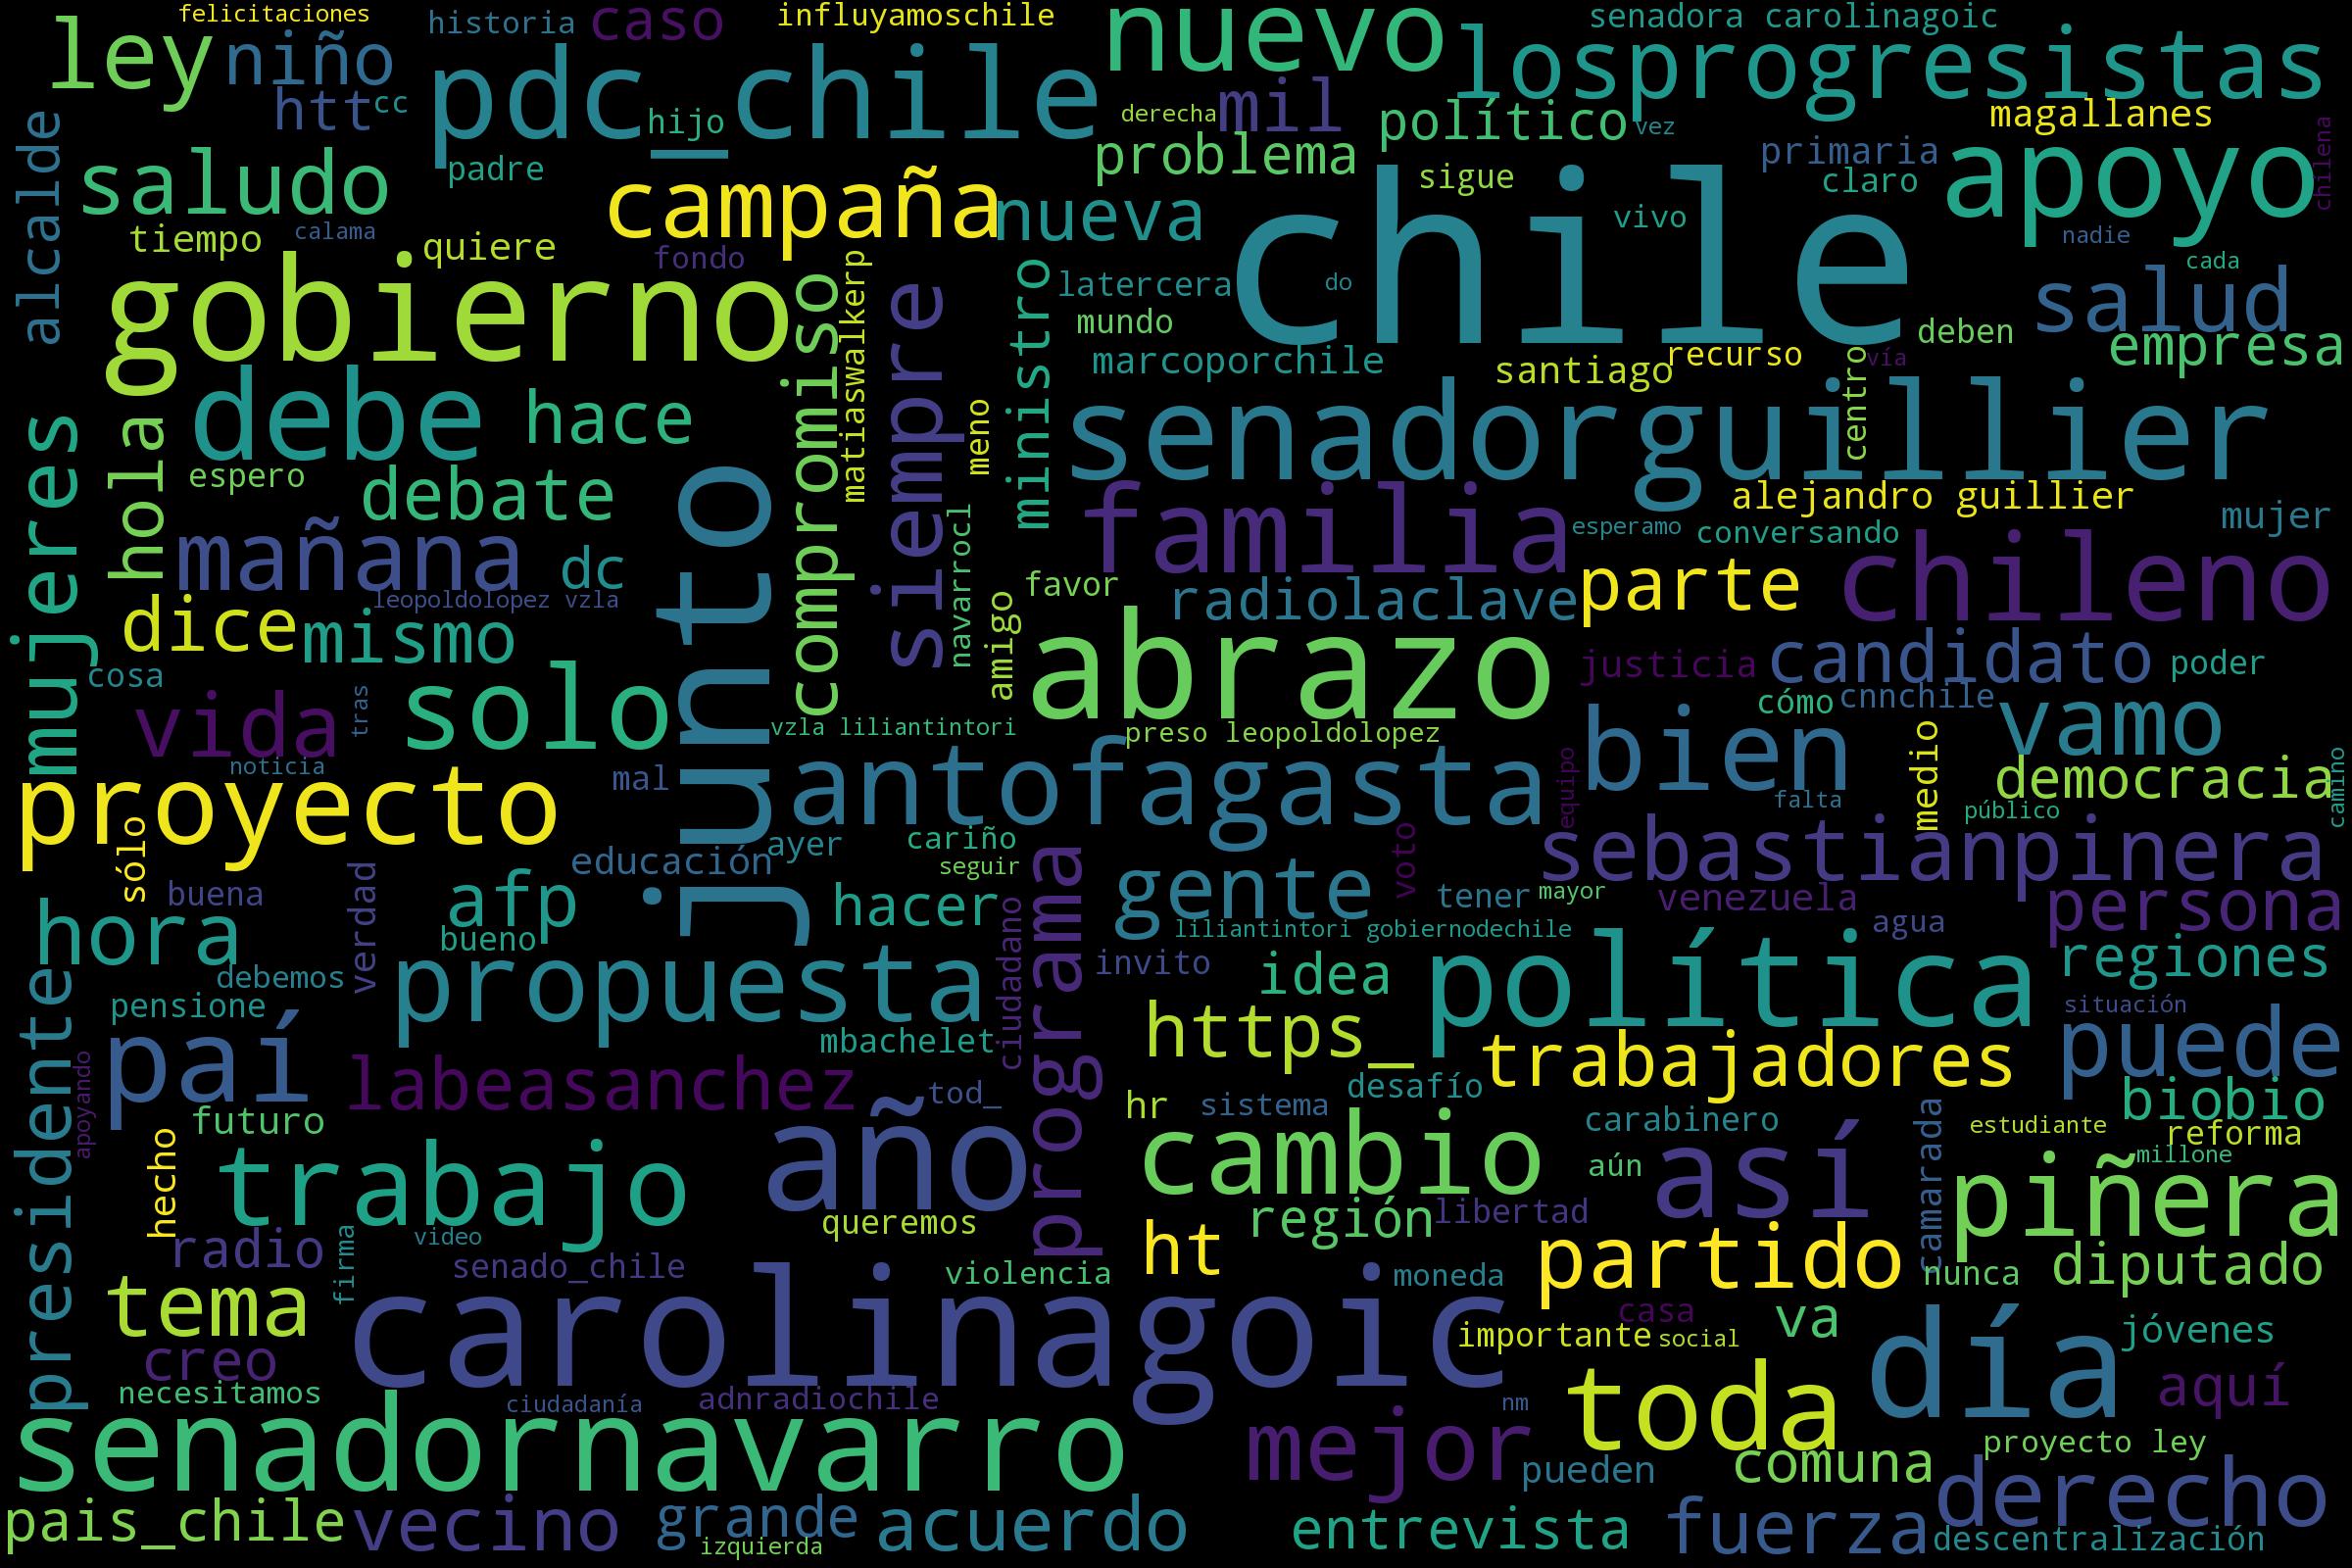 felicitaciones
historia
caso
influyamoschile
nuevo
senadora carolinagoic
ley
niño
htt
cc
pdc_chile
hijo
losprogresistas
derecha
mil
político
vez
magallanes
alcalde
saludo
padre
campaña
problema
nueva
sigue
primaria
claro
apoyo
chilena
tiempo
calama
quiere
fondo
chile
vivo
nadie
gobierno
latercera
do
cada
salud
mundo
deben
empresa
marcoporchile
santiago
recurso
centro
vía
mujeres
hola
debe
hace
compromiso
matiaswalkerp
siempre
meno
ministro
senadorguillier
espero
debate
junto
familia
alejandro guillier
mujer
mañana
dc
navarrocl
esperamo
conversando
chileno
leopoldolopez vzla
favor
radiolaclave
parte
dice
mismo
amigo
abrazo
justicia
candidato
poder
cosa
vida
tras
solo
vzla liliantintori
preso leopoldolopez
cómo
cnnchile
bien
vamo
noticia
mal
antofagasta
equipo
medio
democracia
camino
proyecto
falta
público
sólo
educación
ayer
cariño
seguir
programa
sebastianpinera
buena
verdad
afp
hacer
gente
voto
tener
mayor
venezuela
persona
hora
bueno
ciudadano
liliantintori gobiernodechile
agua
presidente
debemos
propuesta
invito
idea
política
regiones
pensione
https_
situación
paí
mbachelet
trabajadores
puede
apoyando
labeasanchez
año
tod_
desafío
biobio
futuro
hr
sistema
carabinero
camarada
estudiante
reforma
hecho
trabajo
cambio
aún
así
millone
piñera
radio
firma
video
queremos
región
libertad
ht
partido
diputado
senado_chile
violencia
moneda
nunca
tema
carolinagoic
casa
va
día
jóvenes
creo
importante
social
necesitamos
ciudadanía
adnradiochile
nm
toda
aquí
senadornavarro
mejor
pueden
comuna
proyecto ley
derecho
pais_chile
vecino
grande
izquierda
acuerdo
entrevista
fuerza
descentralización